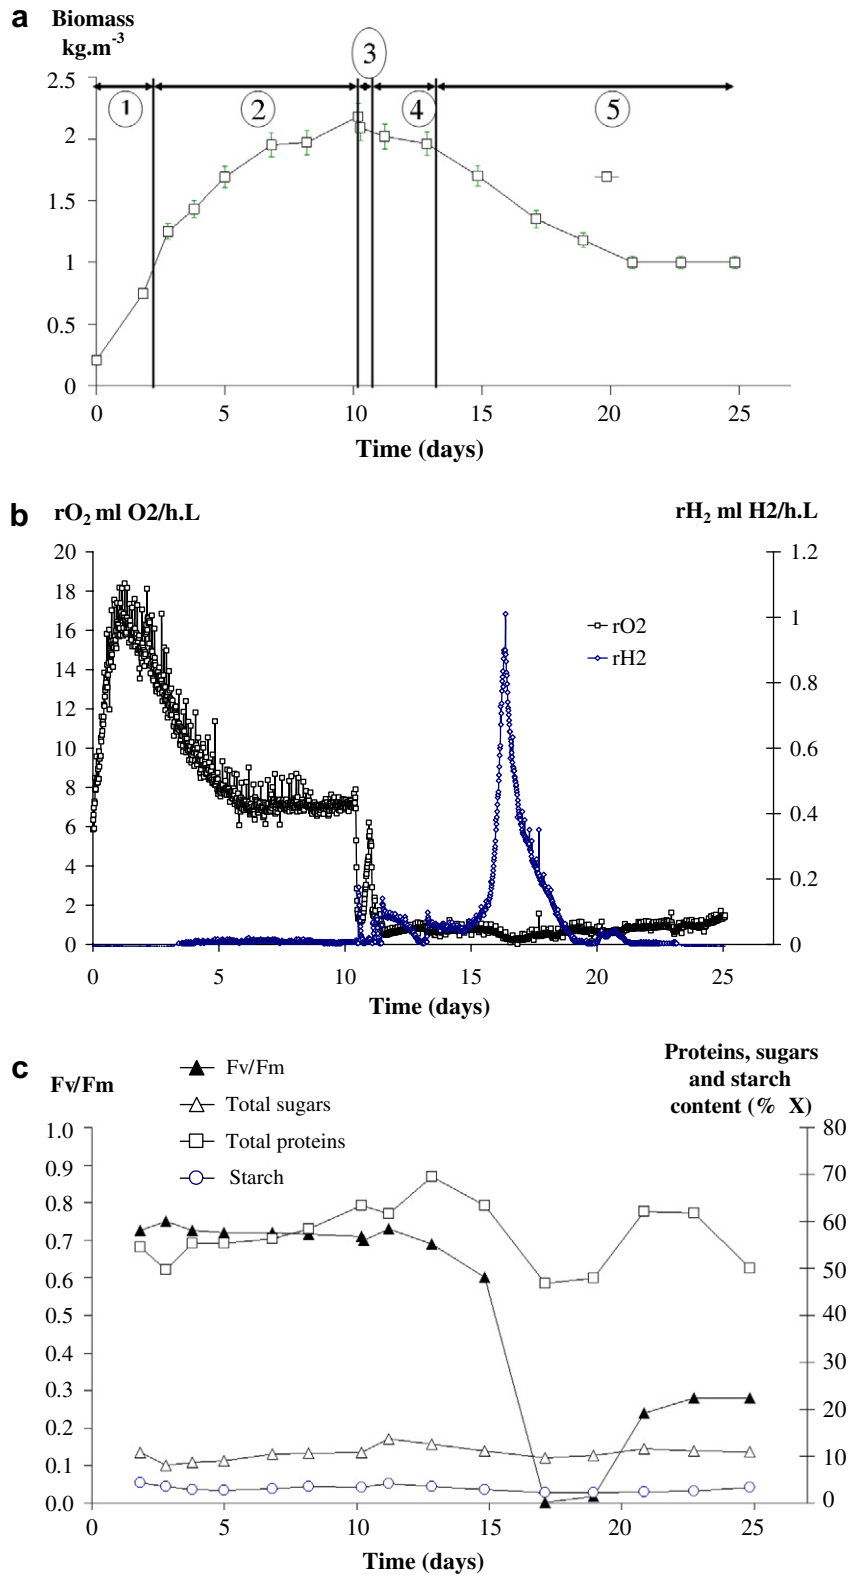 a
Biomass
kg.m-3
3
2.5
1
2
4
5
2
1.5
1
0.5
0
0 5 10 15 20 25
Time (days)
b
rO2 ml O2/h.L
rH2 ml H2/h.L
20
18
16
14
12
10
8
6
4
2
0
1.2
1
0.8
0.6
0.4
0.2
0
rO2
rH2
0 5 10 15 20 25
Time (days)
c
Fv/Fm
Fv/Fm
Total sugars
Total proteins
Starch
Proteins, sugars
and starch
content (% X)
1.0
0.9
0.8
0.7
0.6
0.5
0.4
0.3
0.2
0.1
0.0
80
70
60
50
40
30
20
10
0
0 5 10 15 20 25
Time (days)